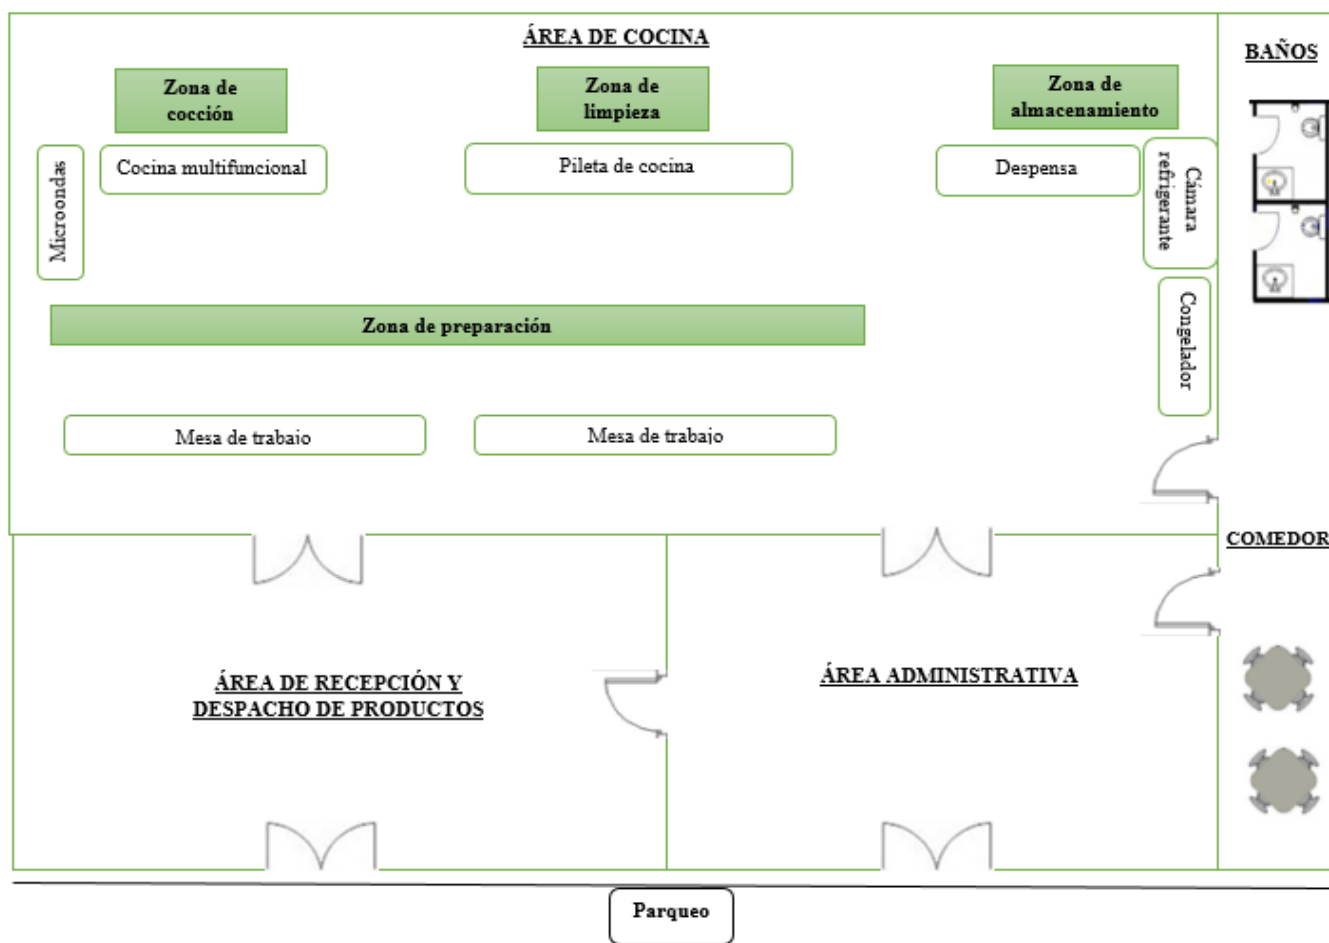 ÁREA DE COCINA
BAÑOS
Zona de
cocción
Zona de
limpieza
Zona de
almacenamiento
Microondas
Cocina multifuncional
Pileta de cocina
Despensa
Cámara
refrigerante
Congelador
Zona de preparación
Mesa de trabajo
Mesa de trabajo
COMEDOR
ÁREA DE RECEPCIÓN Y
DESPACHO DE PRODUCTOS
ÁREA ADMINISTRATIVA
Parqueo